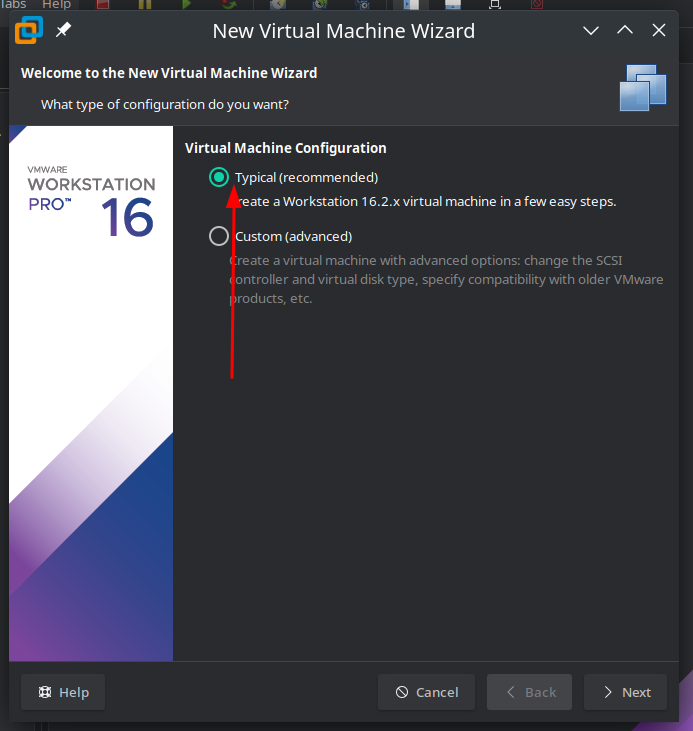 Tabs Help
New Virtual Machine Wizard
Welcome to the New Virtual Machine Wizard
What type of configuration do you want?
VMWARE
WORKSTATION
PRO™ 16
Virtual Machine Configuration
Typical (recommended)
Create a Workstation 16.2.x virtual machine in a few easy steps.
Custom (advanced)
Create a virtual machine with advanced options: change the SCSI
controller and virtual disk type, specify compatibility with older VMware
products, etc.
Help
Cancel
Back
Next